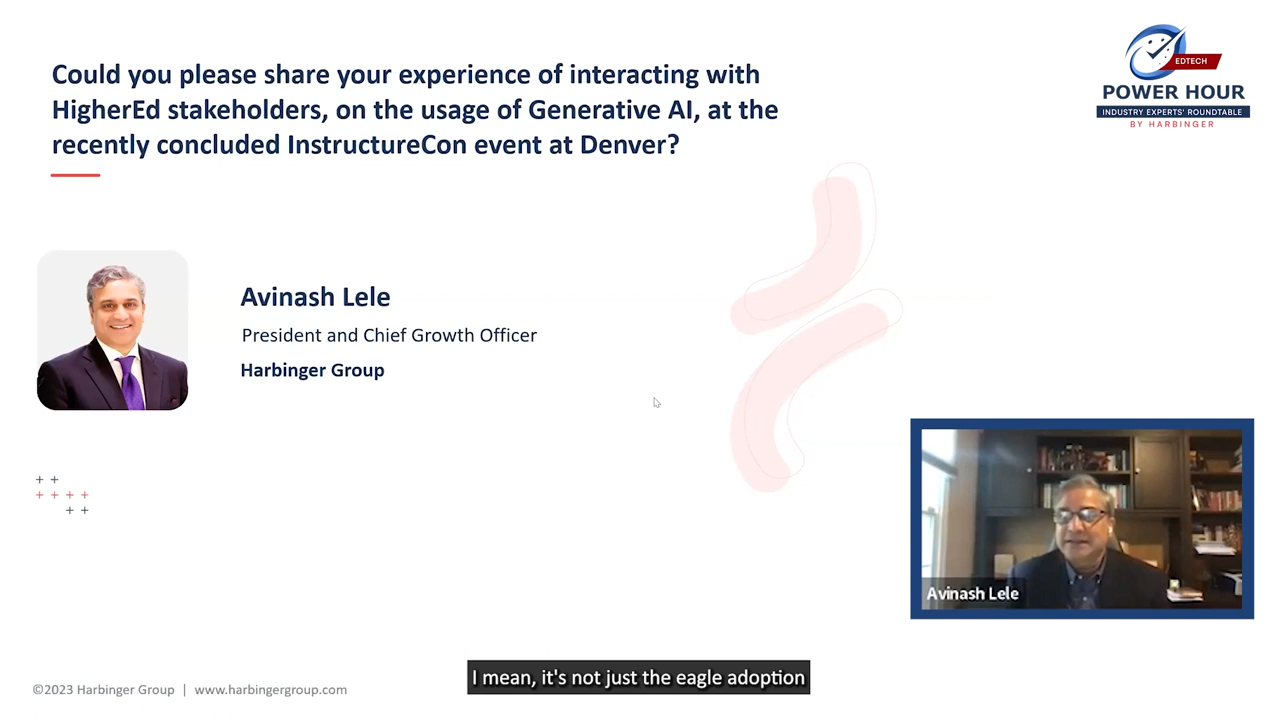 Could you please share your experience of interacting with
HigherEd stakeholders, on the usage of Generative AI, at the
recently concluded InstructureCon event at Denver?
EDTECH
POWER HOUR
INDUSTRY EXPERTS' ROUNDTABLE
BY HARBINGER
Avinash Lele
President and Chief Growth Officer
Harbinger Group
Avinash Lele
I mean, it's not just the eagle adoption
©2023 Harbinger Group | www.harbingergroup.com